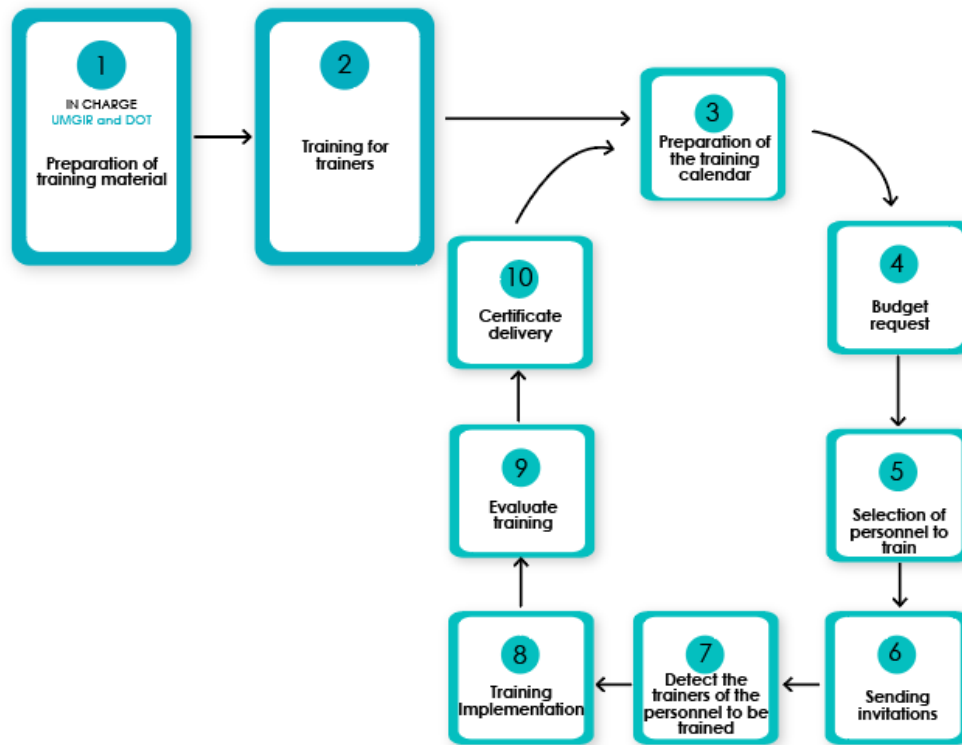 1
IN CHARGE
UMGIR and DOT
Preparation of
training material
2
Training for
trainers
3
Preparation of
the training
calendar
4
Budget
request
5
Selection of
personnel to
train
6
Sending
invitations
7
Detect the
trainers of the
personnel to be
trained
8
Training
Implementation
9
Evaluate
training
10
Certificate
delivery